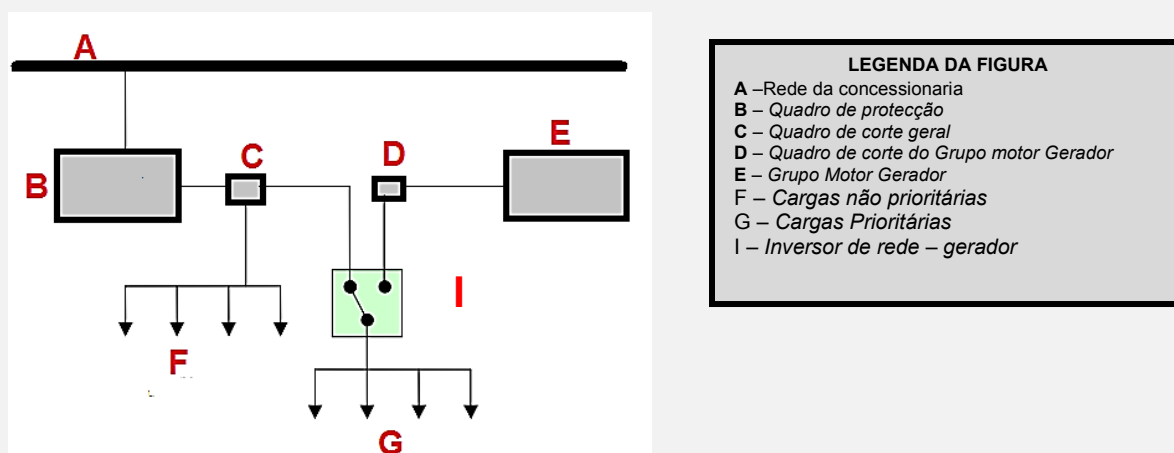 A
B
C
D
E
I
F
G
LEGENDA DA FIGURA
A –Rede da concessionaria
B – Quadro de protecção
C – Quadro de corte geral
D – Quadro de corte do Grupo motor Gerador
E – Grupo Motor Gerador
F – Cargas não prioritárias
G – Cargas Prioritárias
I – Inversor de rede – gerador